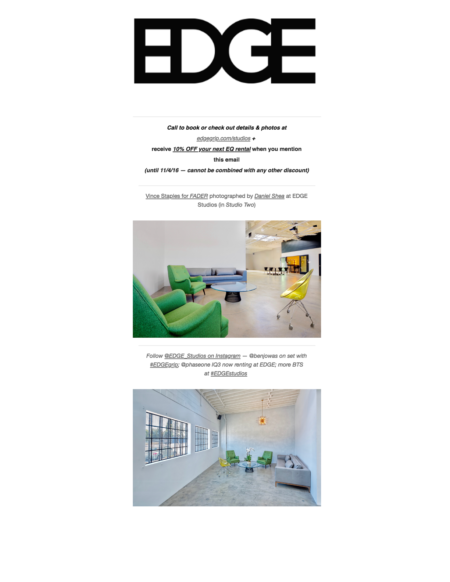 EDGE
Call to book or check out details & photos at
edgegrip.com/studios +
receive 10% OFF your next EQ rental when you mention
this email
(until 11/4/16 — cannot be combined with any other discount)
Vince Staples for FADER photographed by Daniel Shea at EDGE
Studios (in Studio Two)
Follow @EDGE_Studios on Instagram — @benjowaa on set with
#EDGEgrip; @phaseone IQ3 now renting at EDGE; more BTS
at #EDGEstudios